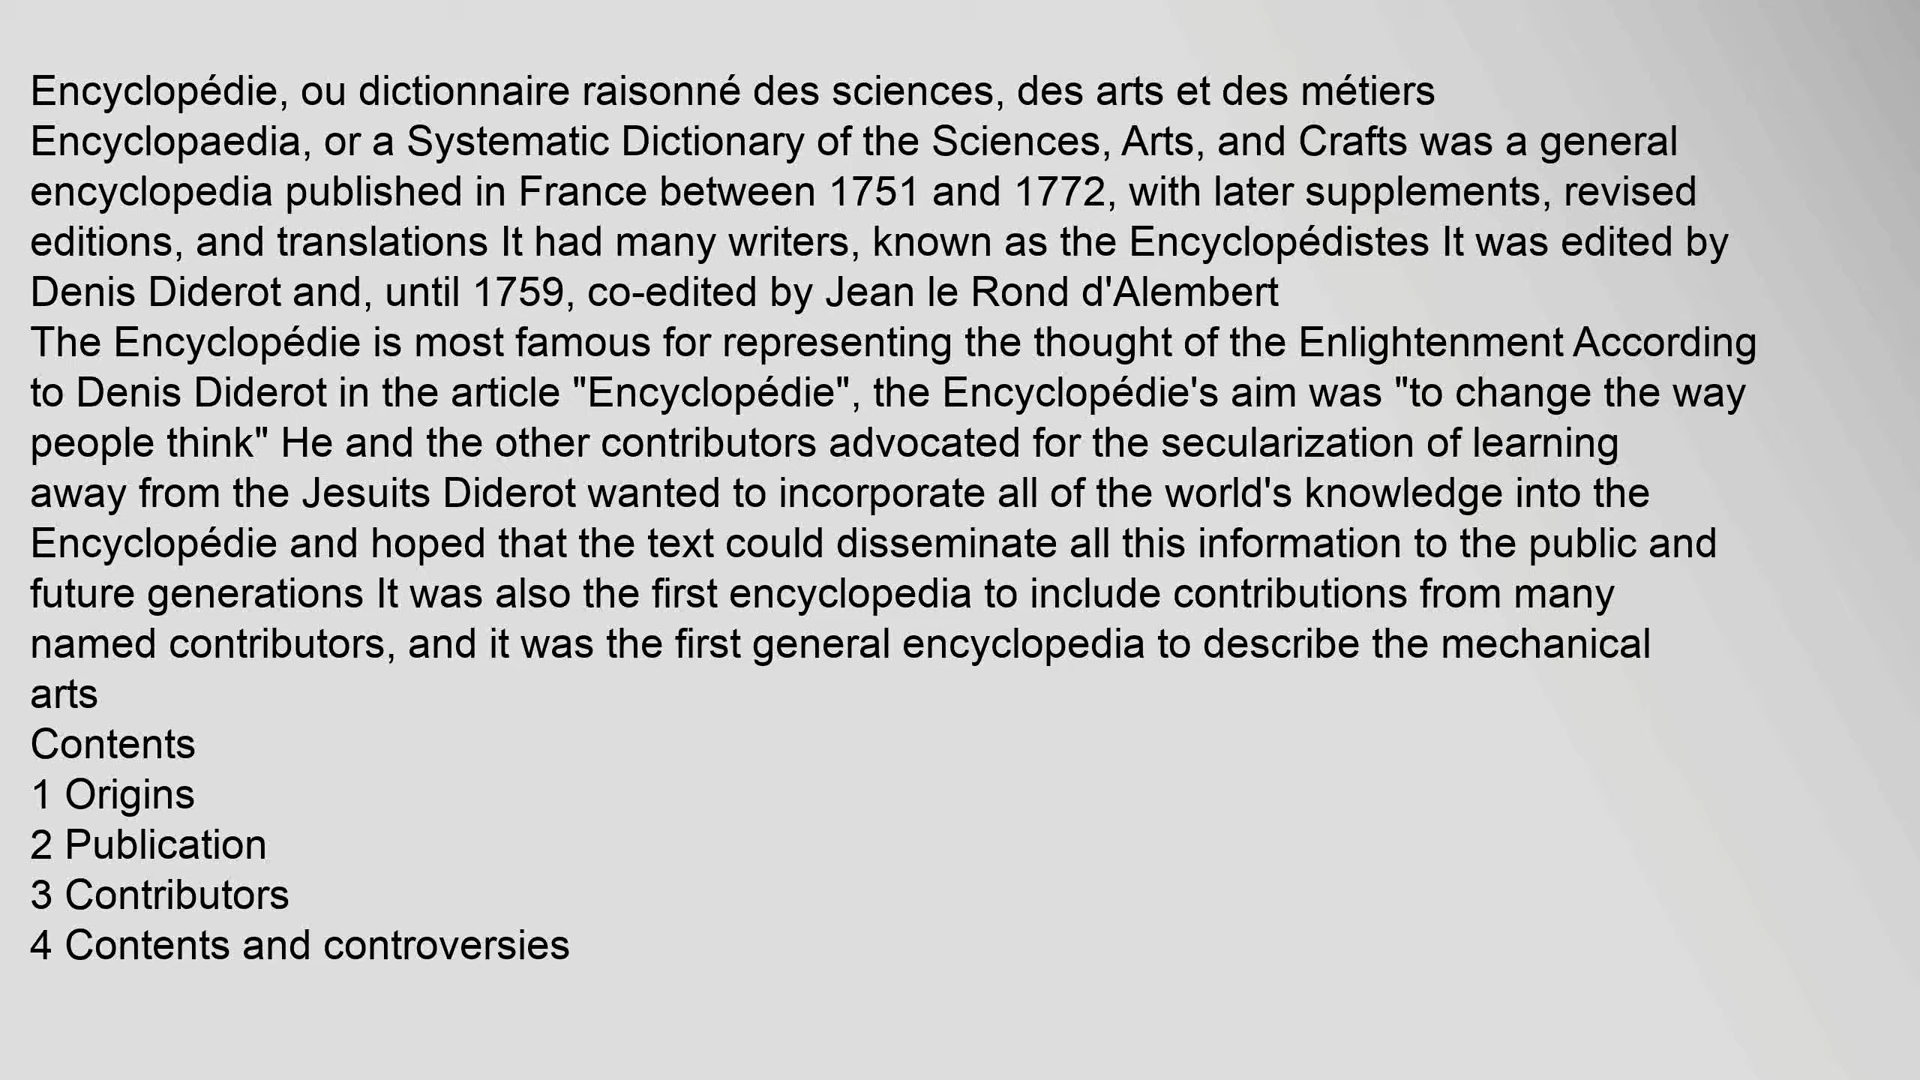 Encyclopédie, ou dictionnaire raisonné des sciences, des arts et des métiers
Encyclopaedia, or a Systematic Dictionary of the Sciences, Arts, and Crafts was a general
encyclopedia published in France between 1751 and 1772, with later supplements, revised
editions, and translations It had many writers, known as the Encyclopédistes It was edited by
Denis Diderot and, until 1759, co-edited by Jean le Rond d'Alembert
The Encyclopédie is most famous for representing the thought of the Enlightenment According
to Denis Diderot in the article "Encyclopédie", the Encyclopédie's aim was "to change the way
people think" He and the other contributors advocated for the secularization of learning
away from the Jesuits Diderot wanted to incorporate all of the world's knowledge into the
Encyclopédie and hoped that the text could disseminate all this information to the public and
future generations It was also the first encyclopedia to include contributions from many
named contributors, and it was the first general encyclopedia to describe the mechanical
arts
Contents
1 Origins
2 Publication
3 Contributors
4 Contents and controversies